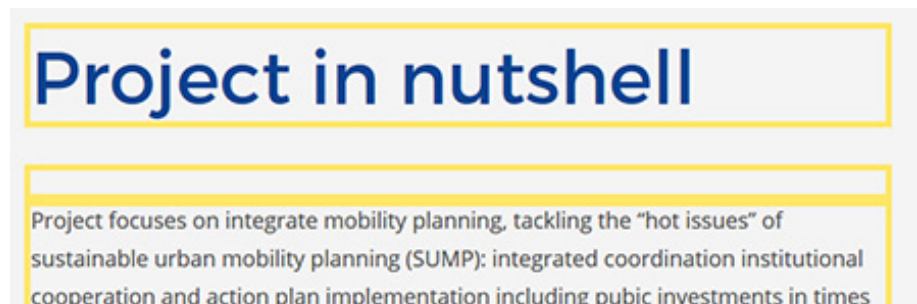 Project in nutshell
Project focuses on integrate mobility planning, tackling the “hot issues” of
sustainable urban mobility planning (SUMP): integrated coordination institutional
cooperation and action plan implementation including pubic investments in times